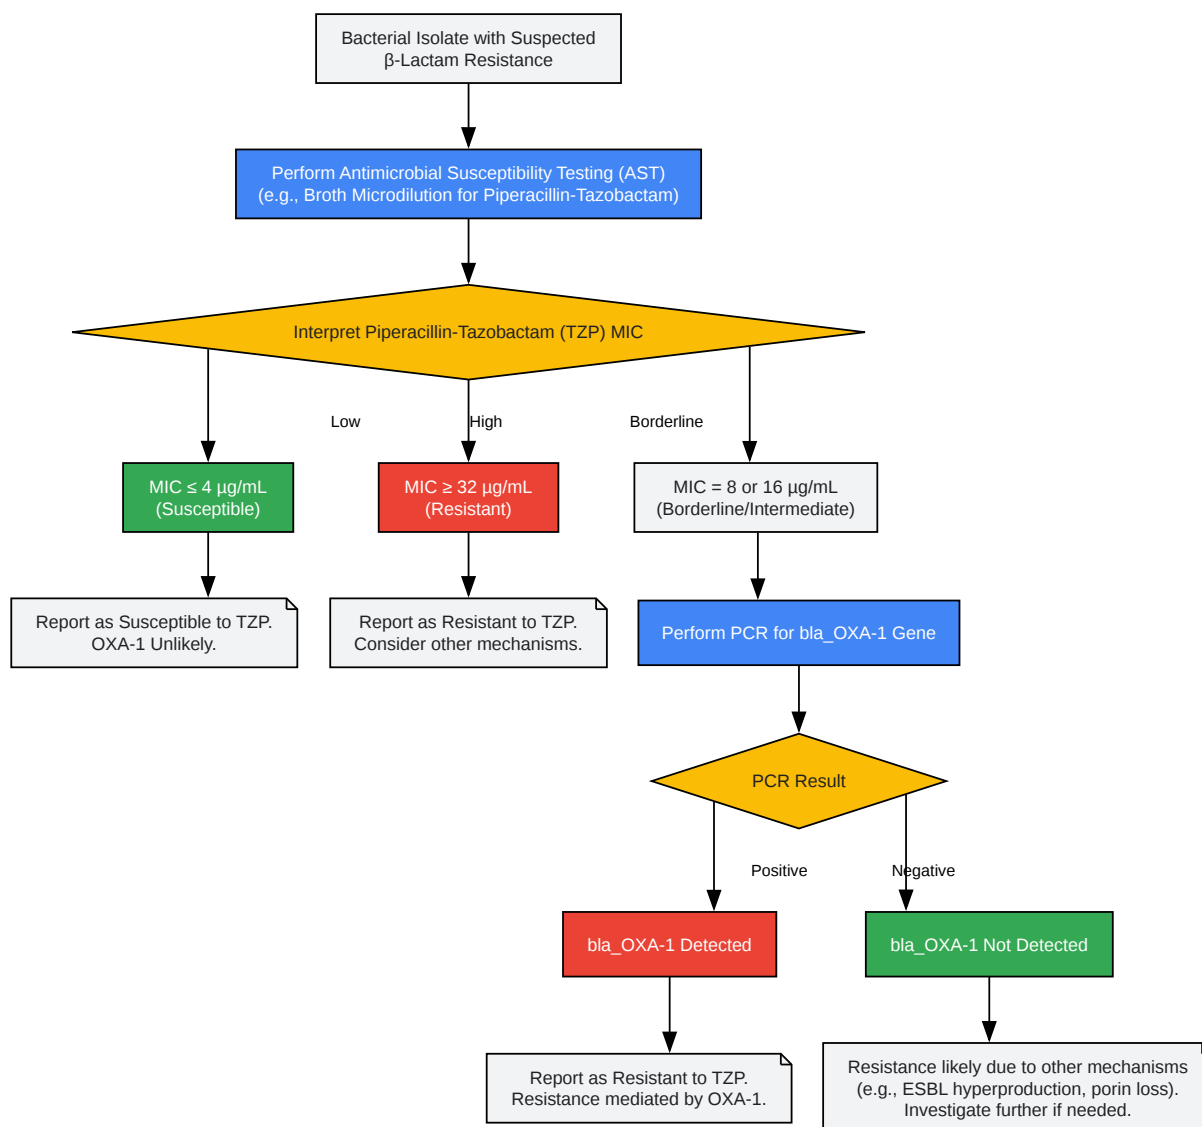 Bacterial Isolate with Suspected
β-Lactam Resistance
Perform Antimicrobial Susceptibility Testing (AST)
(e.g., Broth Microdilution for Piperacillin-Tazobactam)
Interpret Piperacillin-Tazobactam (TZP) MIC
Low
High
Borderline
MIC ≤ 4 µg/mL
(Susceptible)
MIC ≥ 32 µg/mL
(Resistant)
MIC = 8 or 16 µg/mL
(Borderline/Intermediate)
Report as Susceptible to TZP.
OXA-1 Unlikely.
Report as Resistant to TZP.
Consider other mechanisms.
Perform PCR for bla_OXA-1 Gene
PCR Result
Positive
Negative
bla_OXA-1 Detected
bla_OXA-1 Not Detected
Report as Resistant to TZP.
Resistance mediated by OXA-1.
Resistance likely due to other mechanisms
(e.g., ESBL hyperproduction, porin loss).
Investigate further if needed.